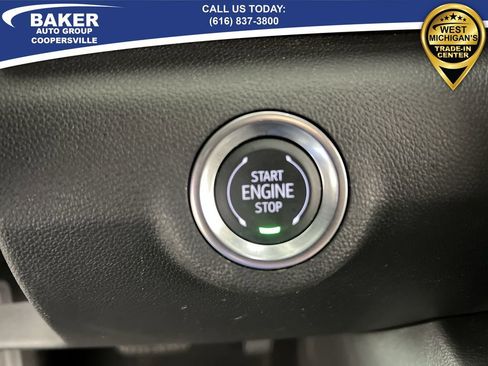 BAKER
AUTO GROUP
COOPERSVILLE
CALL US TODAY:
(616) 837-3800
WEST
MICHIGAN'S
TRADE-IN
CENTER
START
ENGINE
STOP